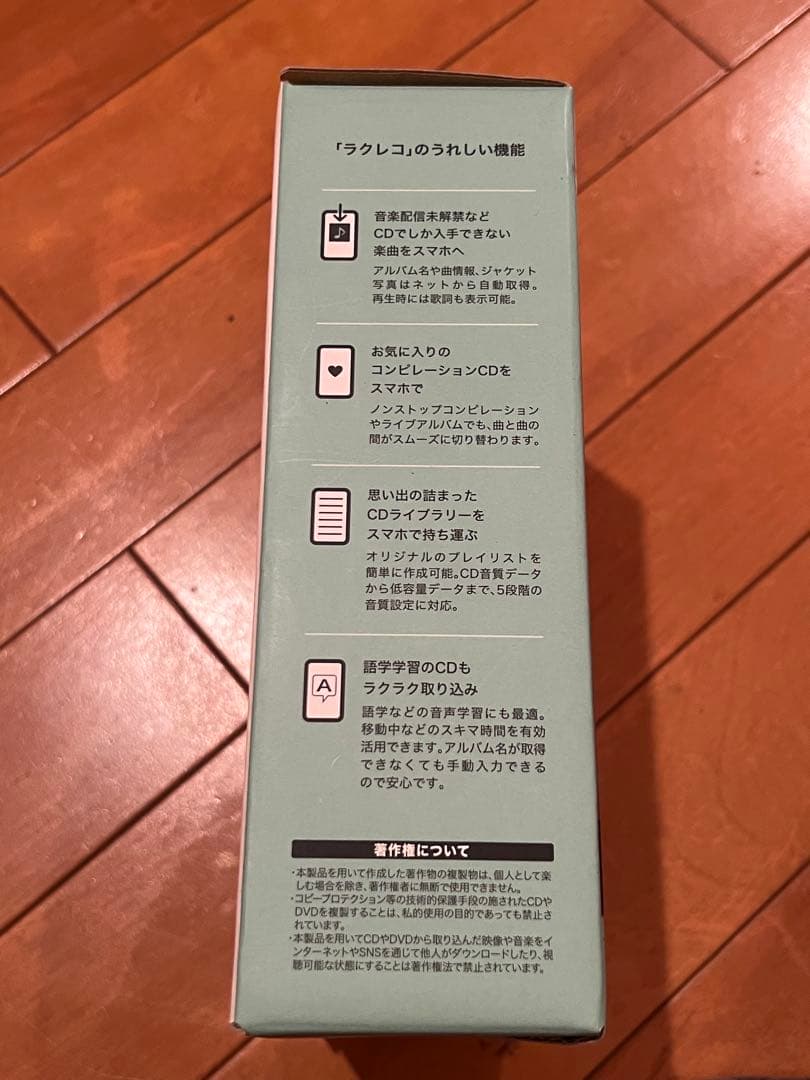 「ラクレコ」のうれしい機能
音楽配信未解禁など
CDでしか入手できない
楽曲をスマホへ
アルバム名や曲情報、ジャケット
写真はネットから自動取得。
再生時には歌詞も表示可能。
お気に入りの
コンピレーションCDを
スマホで
ノンストップコンピレーション
やライブアルバムでも、曲と曲の
間がスムーズに切り替わります。
思い出の詰まった
CDライブラリーを
スマホで持ち運ぶ
オリジナルのプレイリストを
簡単に作成可能。CD音質データ
から低容量データまで、5段階の
音質設定に対応。
A
語学学習のCDも
ラクラク取り込み
語学などの音声学習にも最適。
移動中などのスキマ時間を有効
活用できます。アルバム名が取得
できなくても手動入力できる
ので安心です。
著作権について
・本製品を用いて作成した著作物の複製物は、個人として楽
しむ場合を除き、著作権者に無断で使用できません。
・コピープロテクション等の技術的保護手段の施されたCDや
DVDを複製することは、私的使用の目的であっても禁止さ
れています。
・本製品を用いてCDやDVDから取り込んだ映像や音楽をイ
ンターネットやSNSを通じて他人がダウンロードしたり、視
聴可能な状態にすることは著作権法で禁止されています。